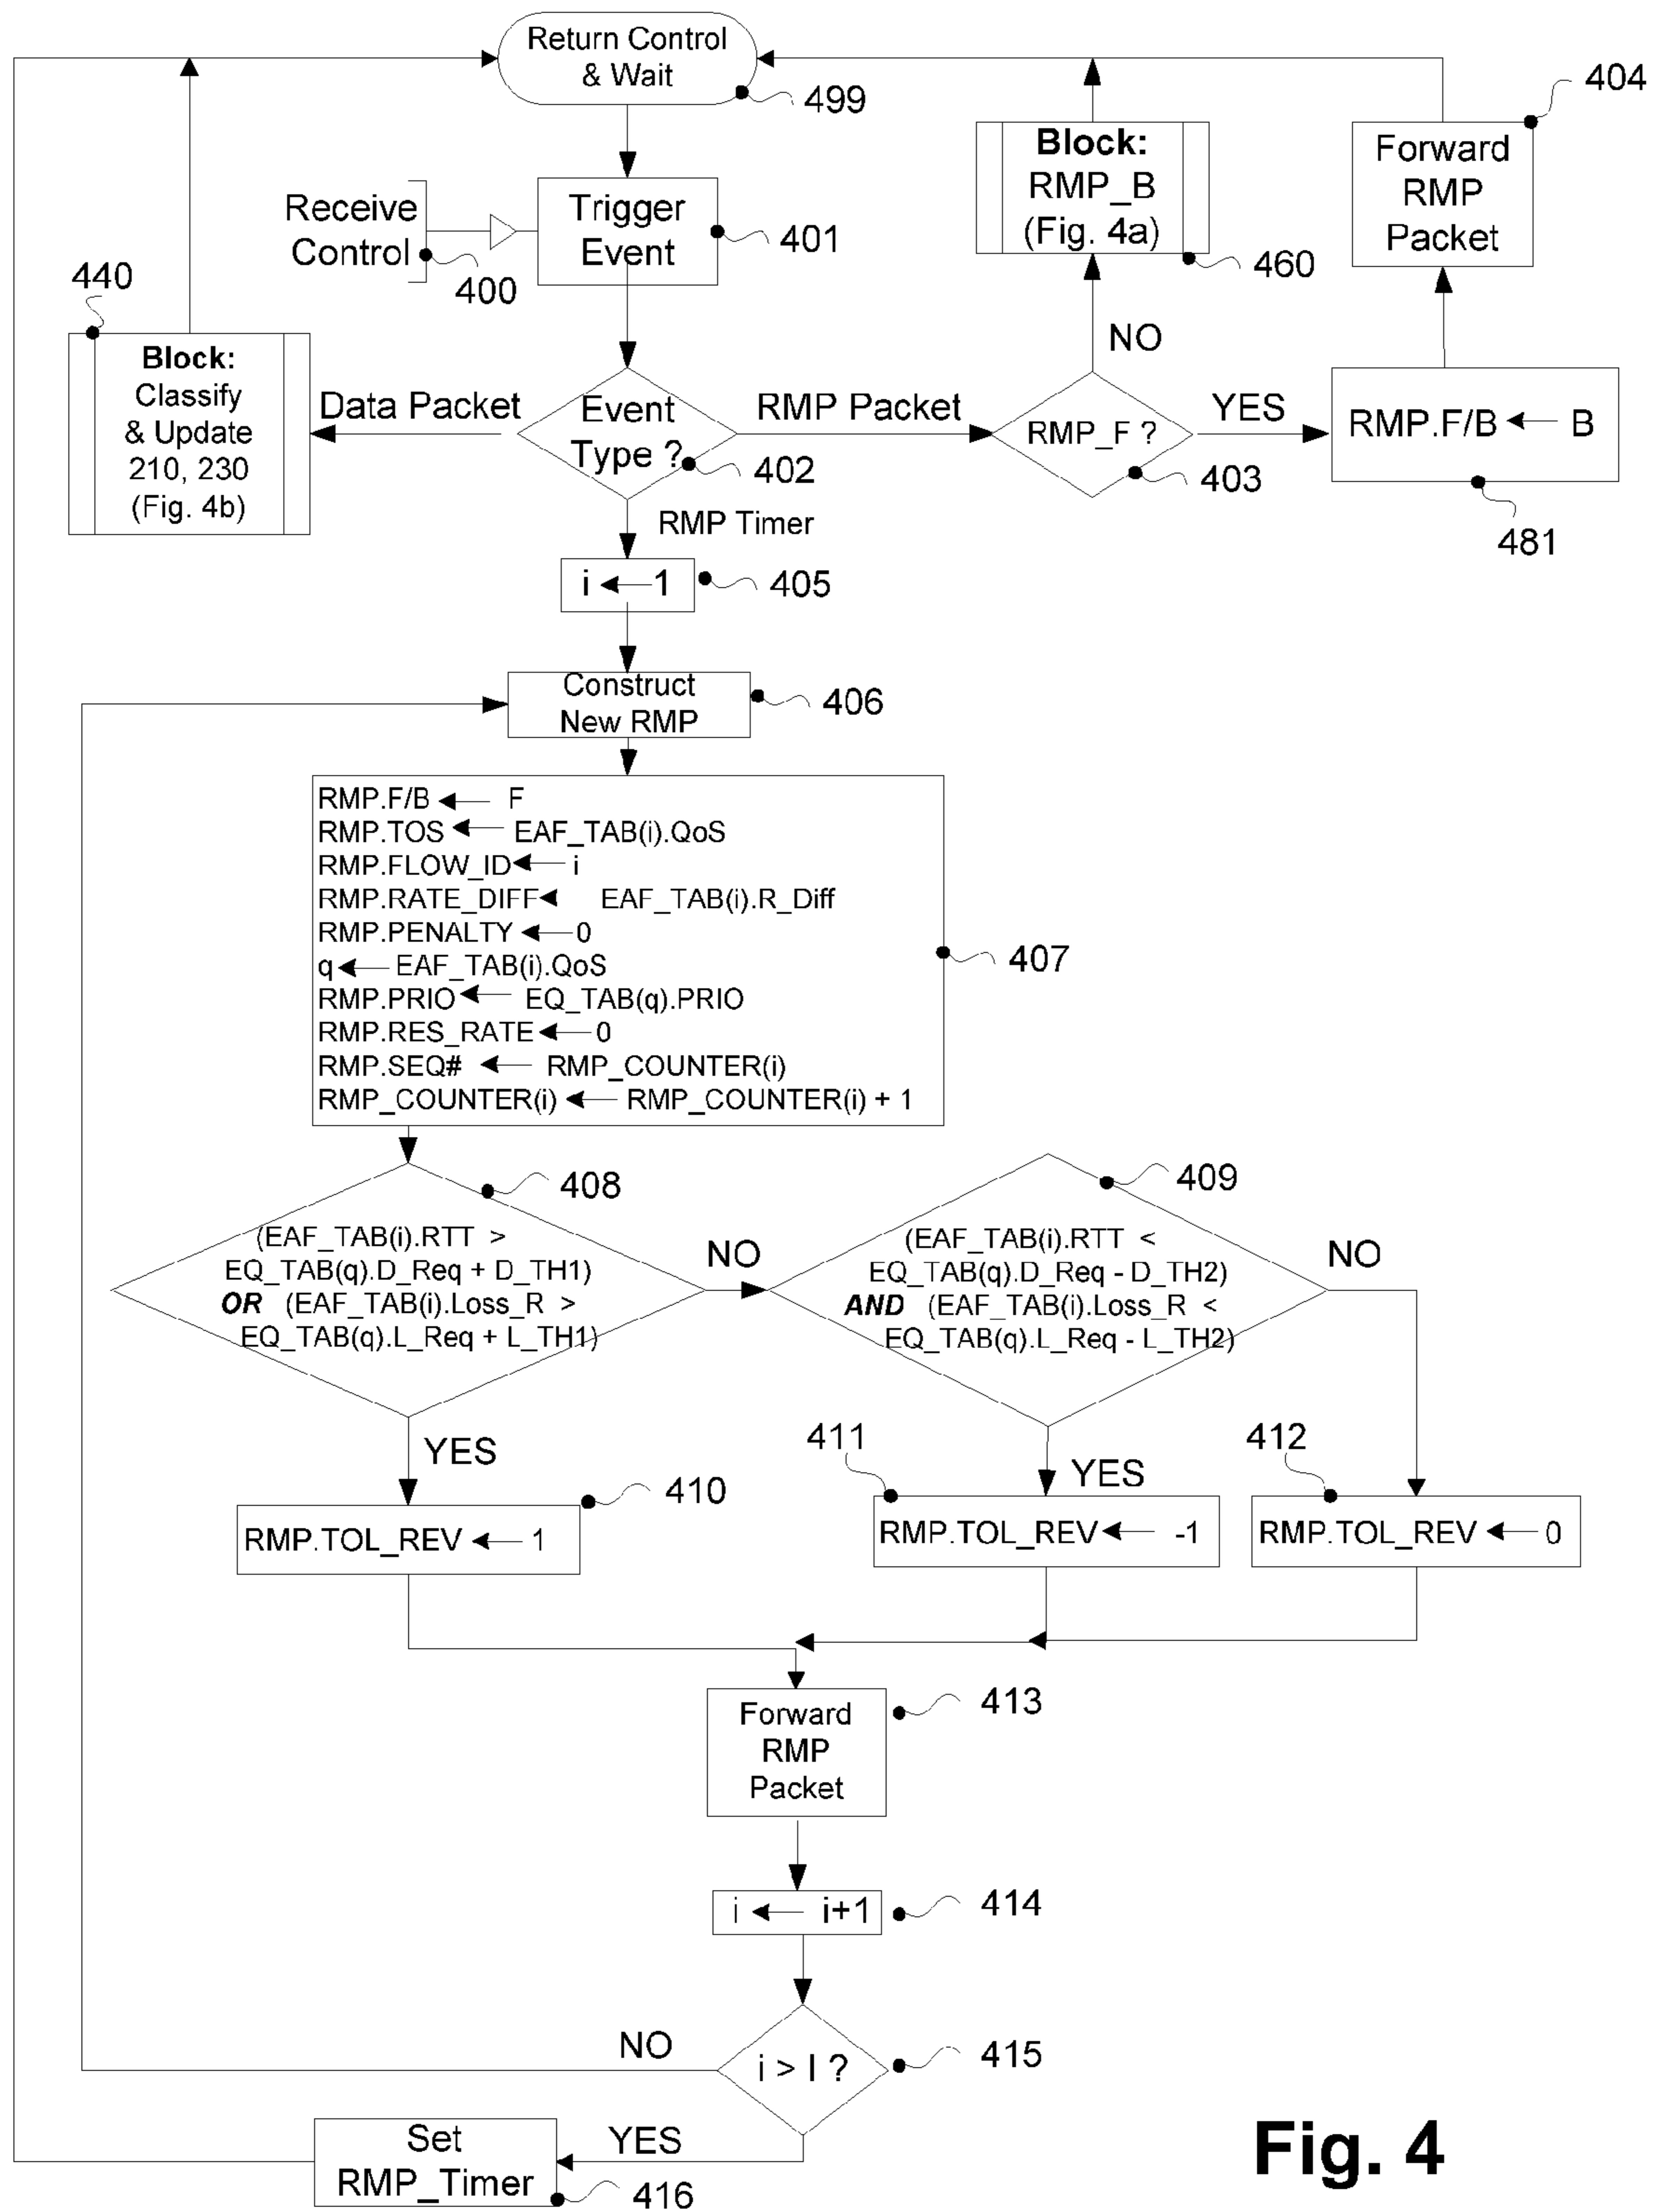 Return Control
& Wait
499
404
Block:
RMP_B
(Fig. 4a)
460
Forward
RMP
Packet
Receive
Control
400
Trigger
Event
401
440
Block:
Classify
& Update
210, 230
(Fig. 4b)
Data Packet
Event
Type ?
402
RMP Packet
NO
RMP_F ?
403
YES
RMP.F/B ← B
481
RMP Timer
i ← 1
405
Construct
New RMP
406
RMP.F/B ← F
RMP.TOS ← EAF_TAB(i).QoS
RMP.FLOW_ID ← i
RMP.RATE_DIFF ← EAF_TAB(i).R_Diff
RMP.PENALTY ← 0
q ← EAF_TAB(i).QoS
RMP.PRIO ← EQ_TAB(q).PRIO
RMP.RES_RATE ← 0
RMP.SEQ# ← RMP_COUNTER(i)
RMP_COUNTER(i) ← RMP_COUNTER(i) + 1
407
408
(EAF_TAB(i).RTT >
EQ_TAB(q).D_Req + D_TH1)
OR (EAF_TAB(i).Loss_R >
EQ_TAB(q).L_Req + L_TH1)
NO
409
(EAF_TAB(i).RTT <
EQ_TAB(q).D_Req - D_TH2)
AND (EAF_TAB(i).Loss_R <
EQ_TAB(q).L_Req - L_TH2)
NO
YES
410
RMP.TOL_REV ← 1
411
YES
RMP.TOL_REV ← -1
412
RMP.TOL_REV ← 0
Forward
RMP
Packet
413
i ← i+1
414
NO
i > I ?
415
YES
Set
RMP_Timer
416
Fig. 4